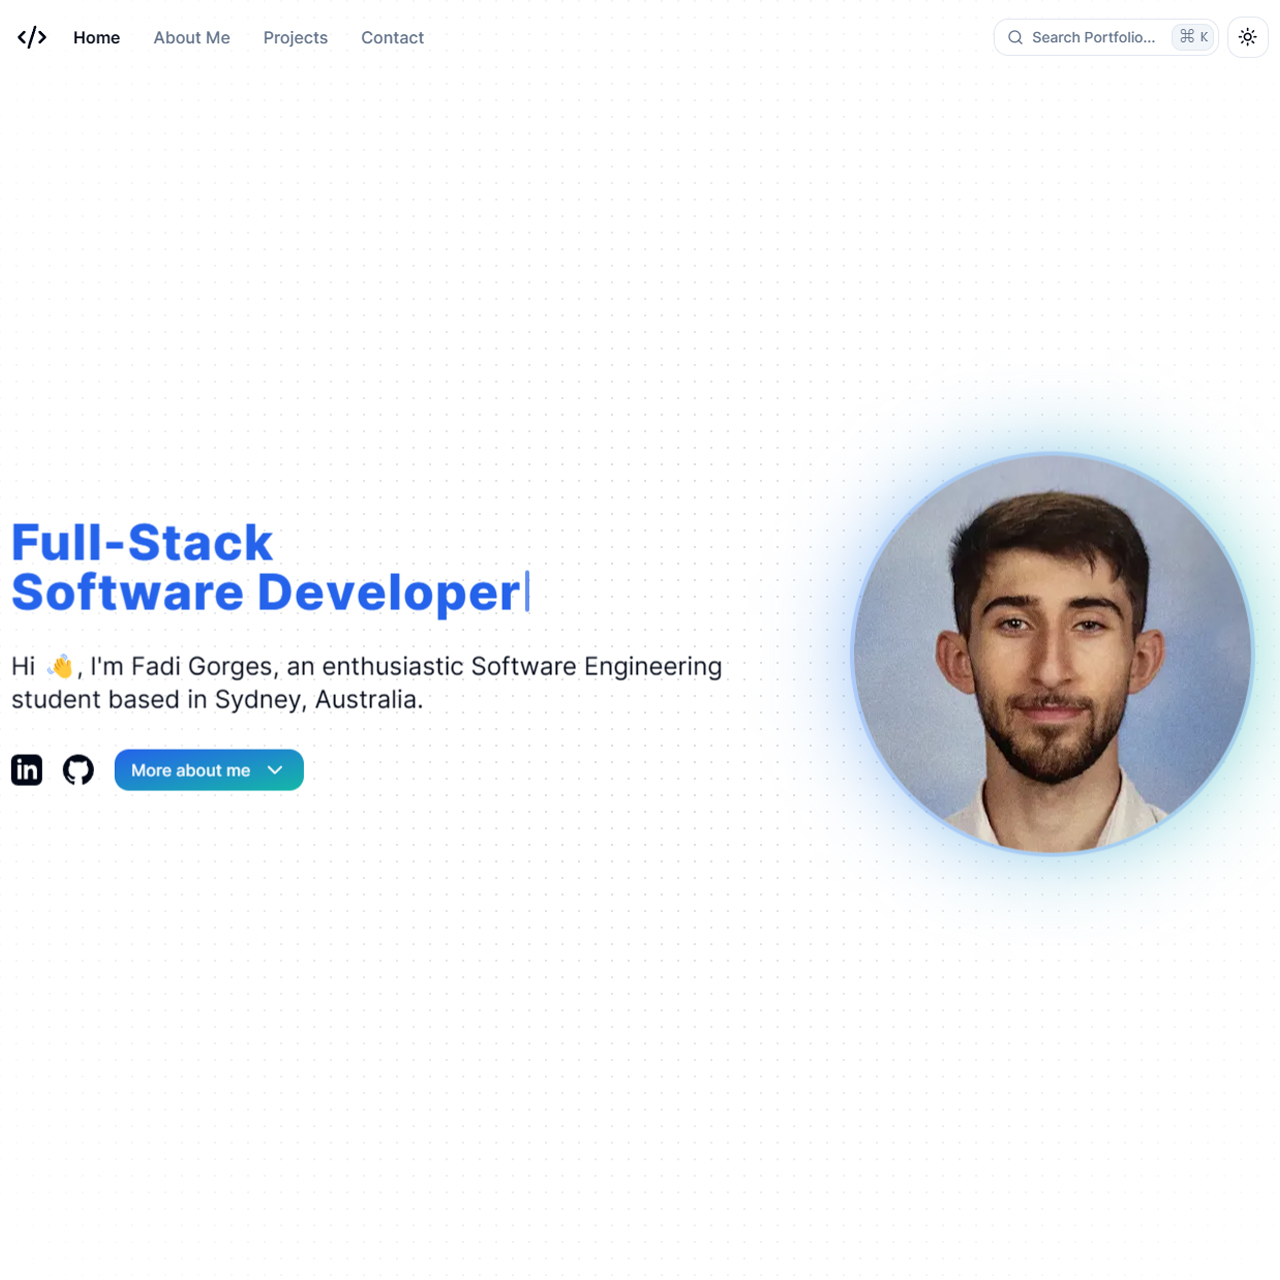 </> Home About Me Projects Contact Search Portfolio... ⌘ K
Full-Stack
Software Developer
Hi 👋, I'm Fadi Gorges, an enthusiastic Software Engineering
student based in Sydney, Australia.
in More about me